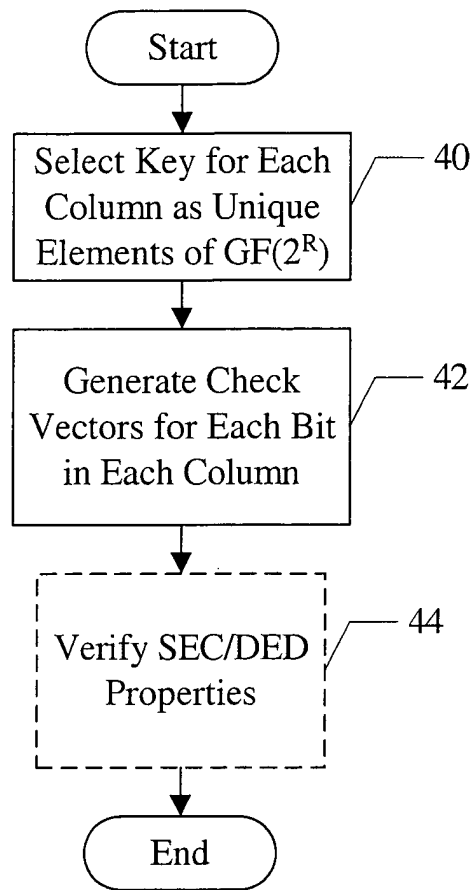 Start
Select Key for Each
Column as Unique
Elements of GF(2^R)
40
Generate Check
Vectors for Each Bit
in Each Column
42
Verify SEC/DED
Properties
44
End